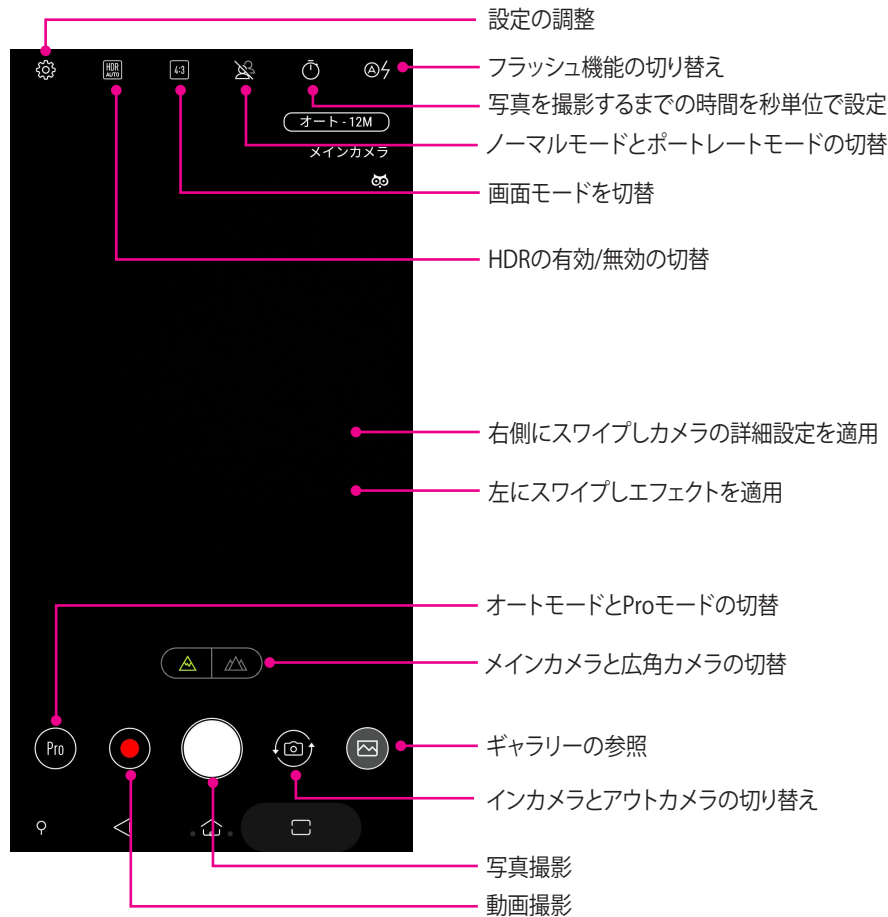 設定の調整
フラッシュ機能の切り替え
HDR
AUTO
4:3
A
写真を撮影するまでの時間を秒単位で設定
オート - 12M
ノーマルモードとポートレートモードの切替
メインカメラ
画面モードを切替
HDRの有効/無効の切替
右側にスワイプしカメラの詳細設定を適用
左にスワイプしエフェクトを適用
オートモードとProモードの切替
メインカメラと広角カメラの切替
Pro
ギャラリーの参照
インカメラとアウトカメラの切り替え
写真撮影
動画撮影